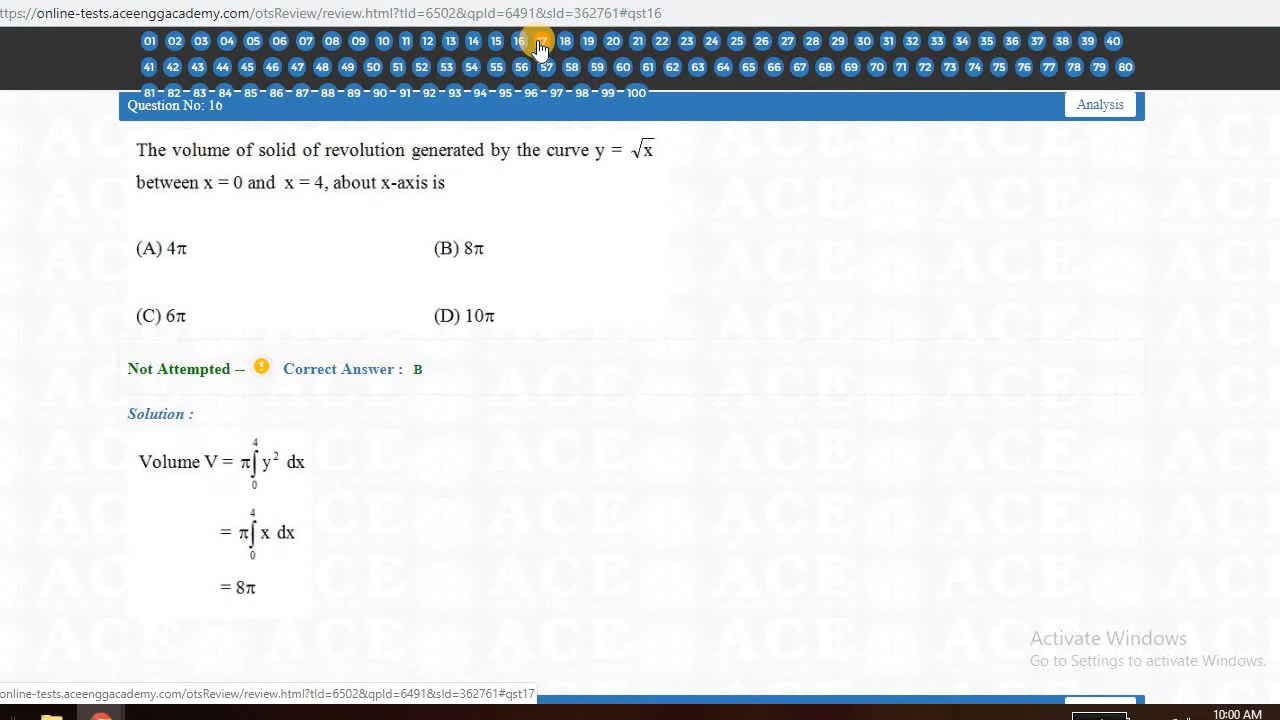 ttps://online-tests.aceenggacademy.com/otsReview/review.html?tId=6502&qpId=6491&sId=362761#qst16
01 02 03 04 05 06 07 08 09 10 11 12 13 14 15 16 17 18 19 20 21 22 23 24 25 26 27 28 29 30 31 32 33 34 35 36 37 38 39 40
41 42 43 44 45 46 47 48 49 50 51 52 53 54 55 56 57 58 59 60 61 62 63 64 65 66 67 68 69 70 71 72 73 74 75 76 77 78 79 80
81 82 83 84 85 86 87 88 89 90 91 92 93 94 95 96 97 98 99 100
Question No: 16
Analysis
The volume of solid of revolution generated by the curve y = √x
between x = 0 and x = 4, about x-axis is
(A) 4π (B) 8π
(C) 6π (D) 10π
Not Attempted -- ! Correct Answer : B
Solution :
Volume V = π∫₀⁴ y² dx
= π∫₀⁴ x dx
= 8π
Activate Windows
Go to Settings to activate Windows.
online-tests.aceenggacademy.com/otsReview/review.html?tId=6502&qpId=6491&sId=362761#qst17
10:00 AM
ACE